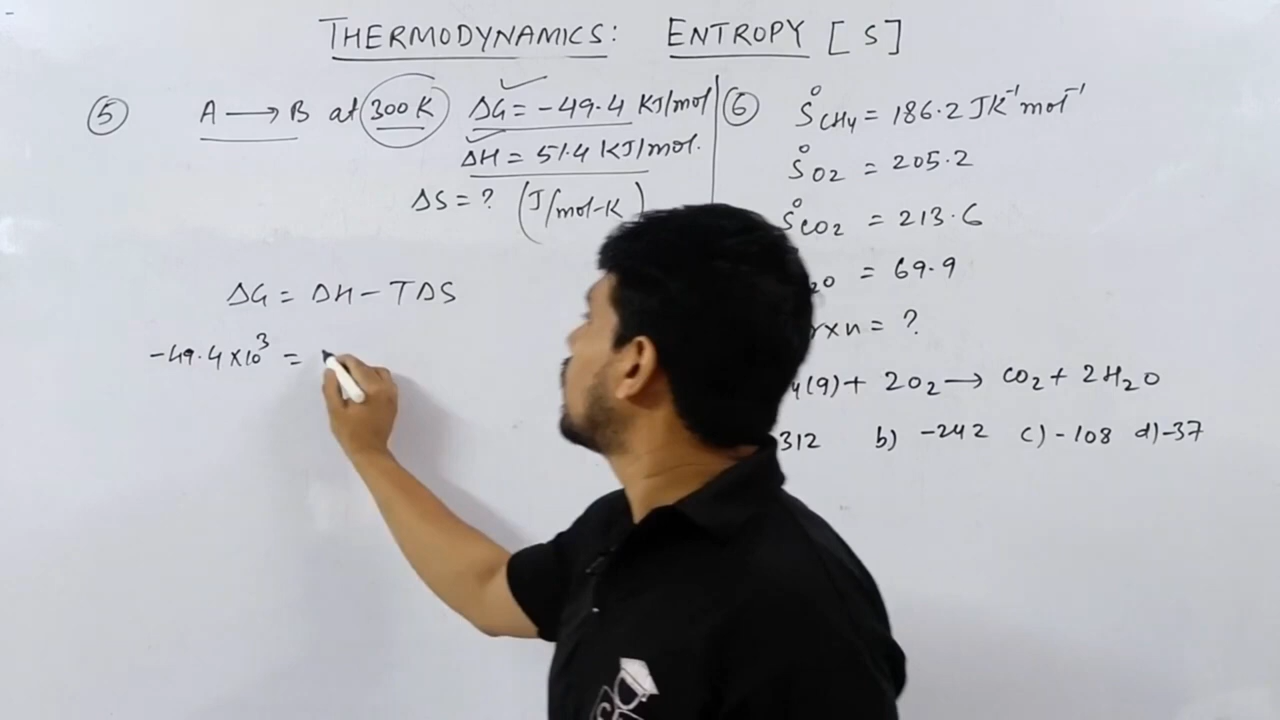 THERMODYNAMICS: ENTROPY [S]
⑤ A ⟶ B at 300K ΔG = -49.4 KJ/mol
ΔH = 51.4 KJ/mol.
ΔS = ? (J/mol-K)
ΔG = ΔH - TΔS
-49.4 × 10³ =
⑥ S°CH4 = 186.2 JK⁻¹mol⁻¹
S°O2 = 205.2
S°CO2 = 213.6
= 69.9
rxn = ?
(g) + 2O2 ⟶ CO2 + 2H2O
312 b) -242 c) -108 d) -37